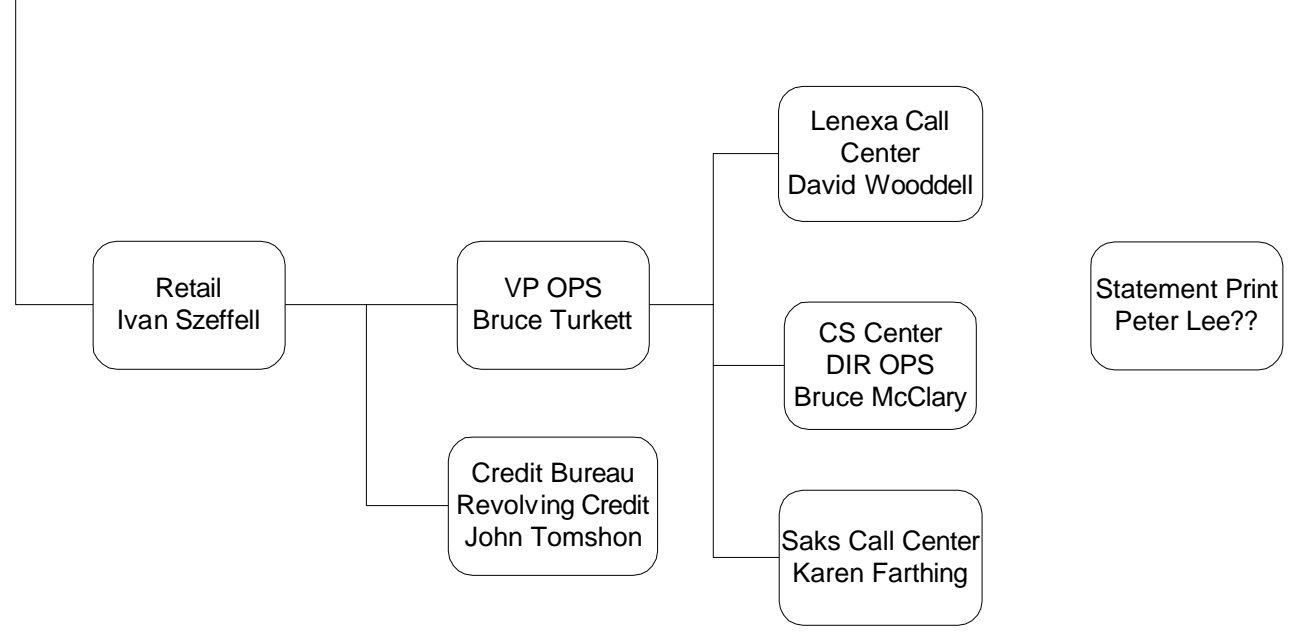 Lenexa Call
Center
David Wooddell
Retail
Ivan Szeffell
VP OPS
Bruce Turkett
Statement Print
Peter Lee??
CS Center
DIR OPS
Bruce McClary
Credit Bureau
Revolving Credit
John Tomshon
Saks Call Center
Karen Farthing